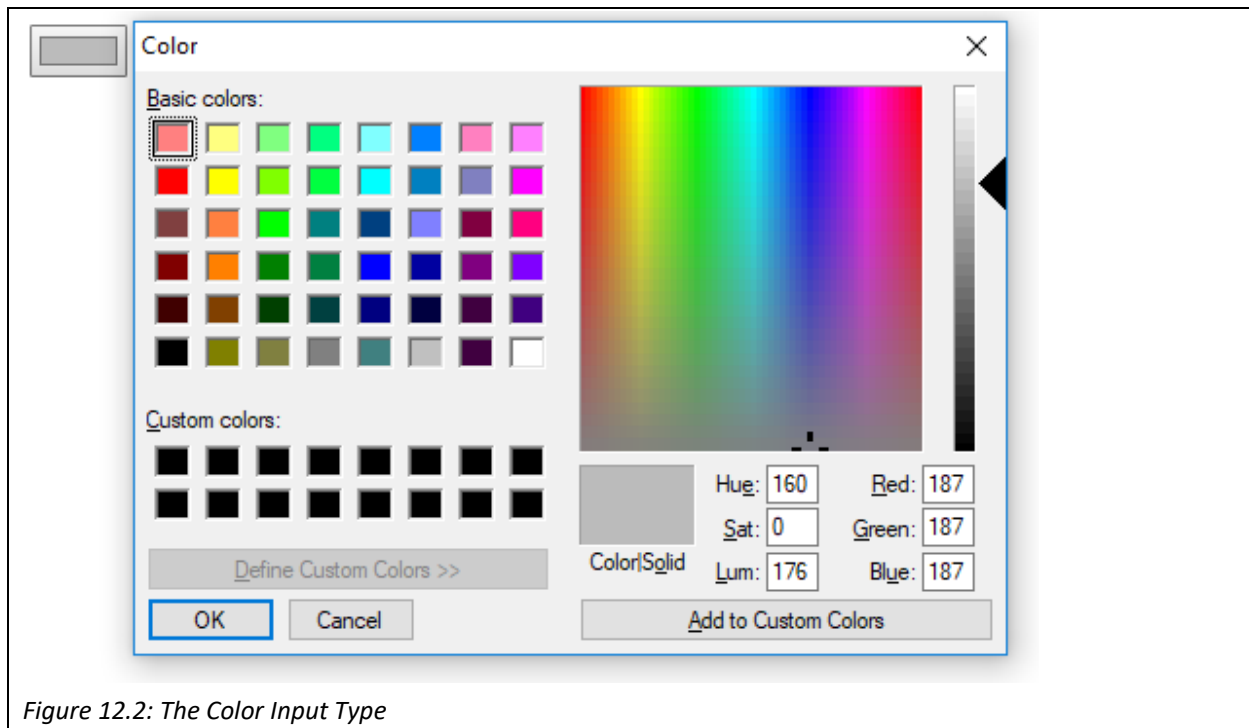 Color
Basic colors:
Custom colors:
Define Custom Colors >>
OK Cancel
Color|Solid
Hue: 160 Red: 187
Sat: 0 Green: 187
Lum: 176 Blue: 187
Add to Custom Colors
Figure 12.2: The Color Input Type